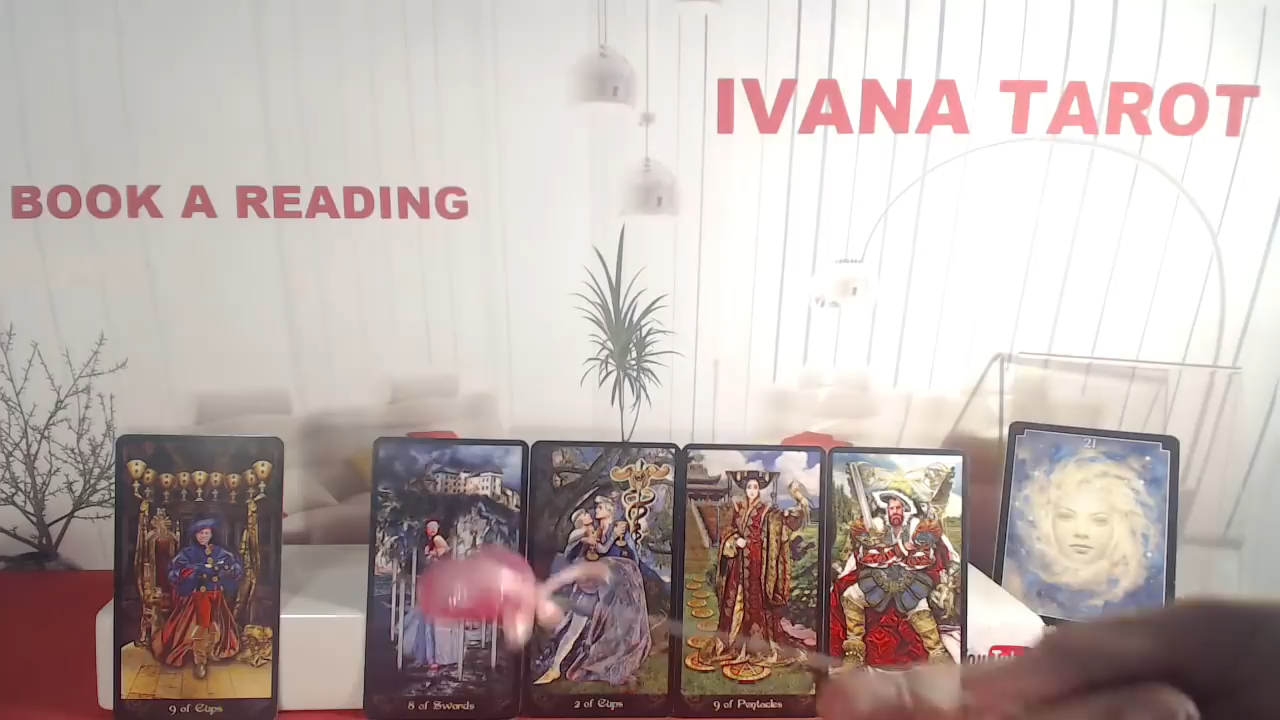 IVANA TAROT
BOOK A READING
21
9 of Cups
8 of Swords
2 of Cups
9 of Pentacles